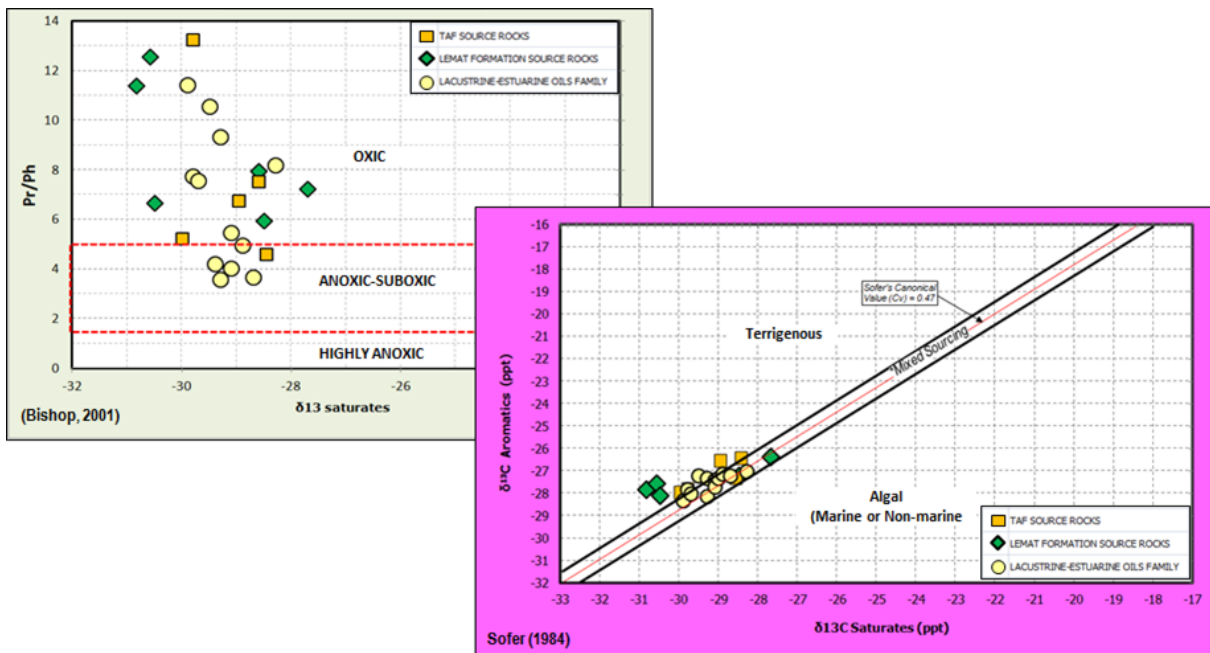 14
12
10
8
6
4
2
0
Pr/Ph
TAF SOURCE ROCKS
LEMAT FORMATION SOURCE ROCKS
LACUSTRINE-ESTUARINE OILS FAMILY
OXIC
ANOXIC-SUBOXIC
HIGHLY ANOXIC
-32 -30 -28 -26
δ13 saturates
(Bishop, 2001)
-16
-17
-18
-19
-20
-21
-22
-23
-24
-25
-26
-27
-28
-29
-30
-31
-32
δ¹³C Aromatics (ppt)
Sofer's Canonical
Value (Cv) = 0.47
Terrigenous
"Mixed Sourcing
Algal
(Marine or Non-marine
TAF SOURCE ROCKS
LEMAT FORMATION SOURCE ROCKS
LACUSTRINE-ESTUARINE OILS FAMILY
-33 -32 -31 -30 -29 -28 -27 -26 -25 -24 -23 -22 -21 -20 -19 -18 -17
δ13C Saturates (ppt)
Sofer (1984)